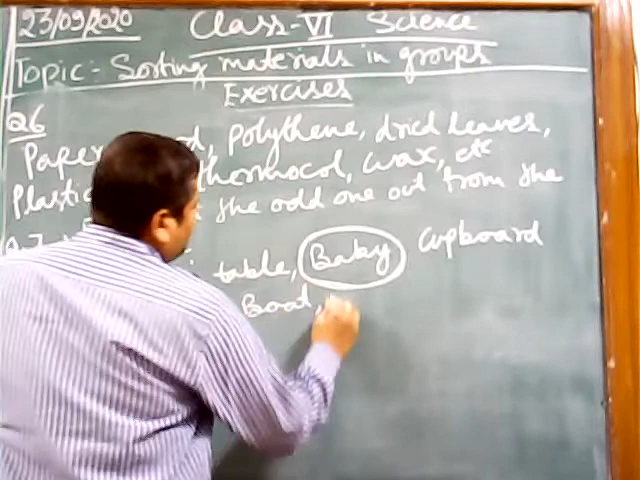 23/09/2020 Class-VI Science
Topic:- Sorting materials in groups
Exercises
Q6
Paper, polythene, dried leaves,
Plastic thermocol, wax, etc
the odd one out from the
table, Baby cupboard
Boat,